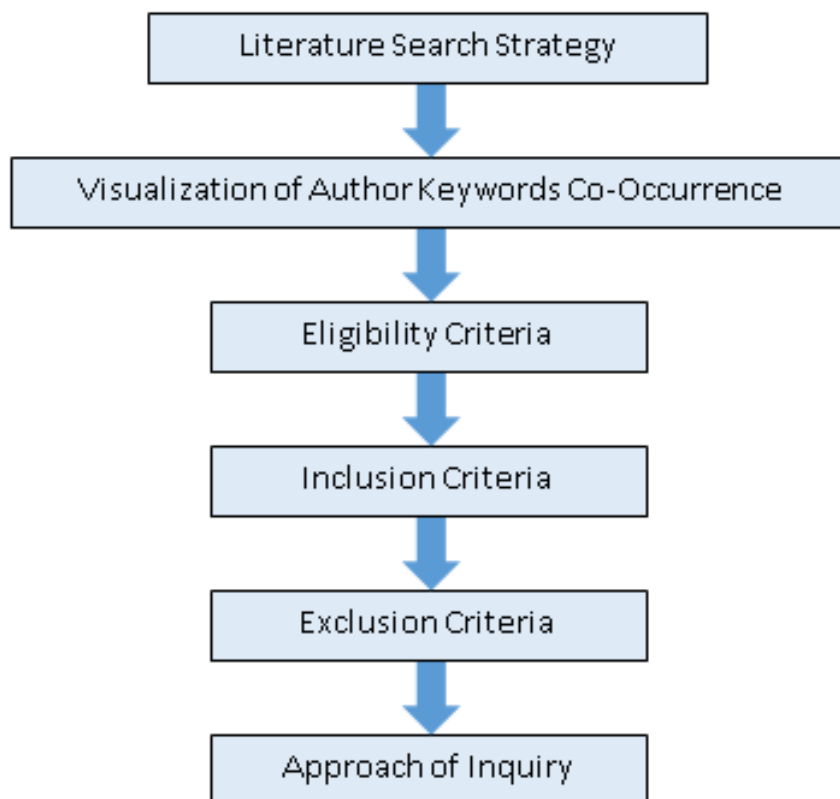 Literature Search Strategy
Visualization of Author Keywords Co-Occurrence
Eligibility Criteria
Inclusion Criteria
Exclusion Criteria
Approach of Inquiry